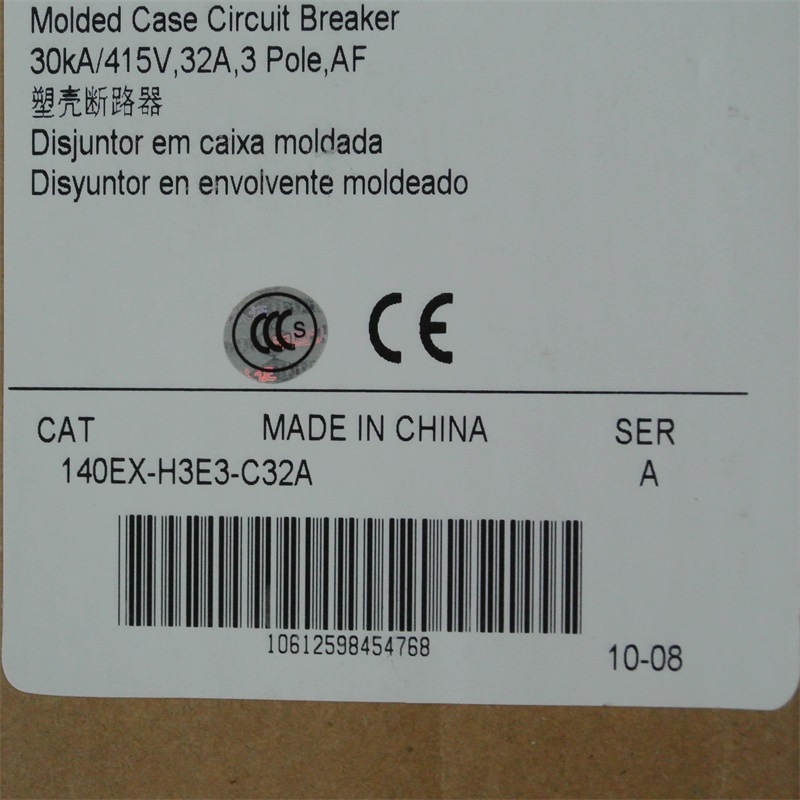 Molded Case Circuit Breaker
30kA/415V,32A,3 Pole,AF
塑壳断路器
Disjuntor em caixa moldada
Disyuntor en envolvente moldeado
CCC S CE
CAT MADE IN CHINA SER
140EX-H3E3-C32A A
10612598454768
10-08